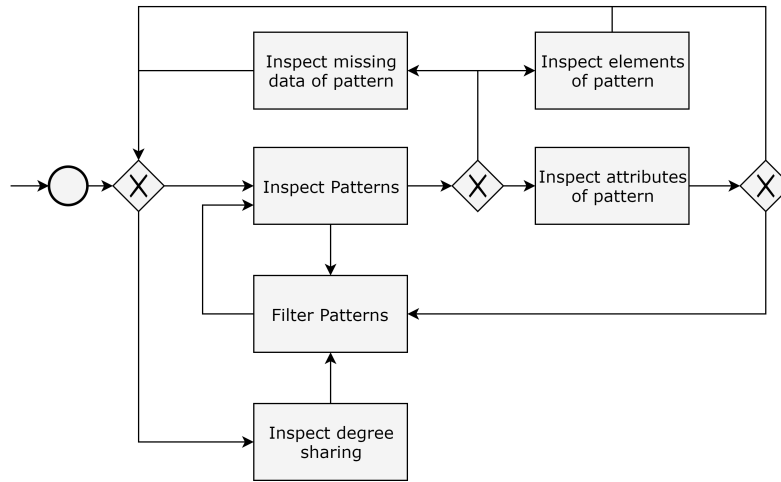 Inspect missing
data of pattern
Inspect elements
of pattern
Inspect Patterns
Inspect attributes
of pattern
Filter Patterns
Inspect degree
sharing